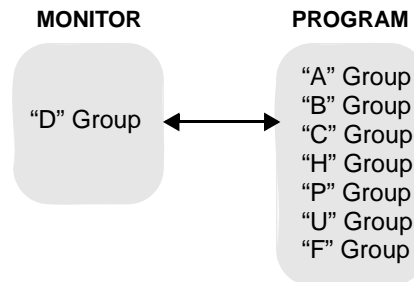 MONITOR
PROGRAM
“D” Group
“A” Group
“B” Group
“C” Group
“H” Group
“P” Group
“U” Group
“F” Group